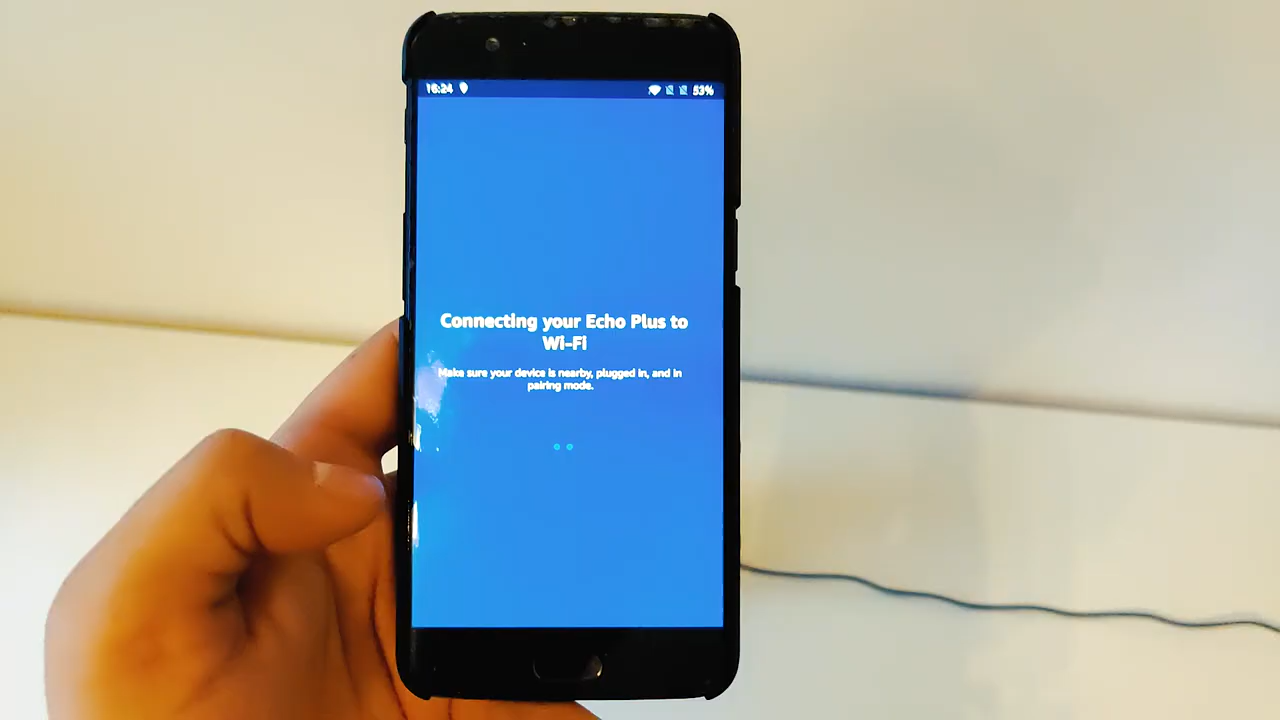 16:24 53%
Connecting your Echo Plus to
Wi-Fi
Make sure your device is nearby, plugged in, and in
pairing mode.